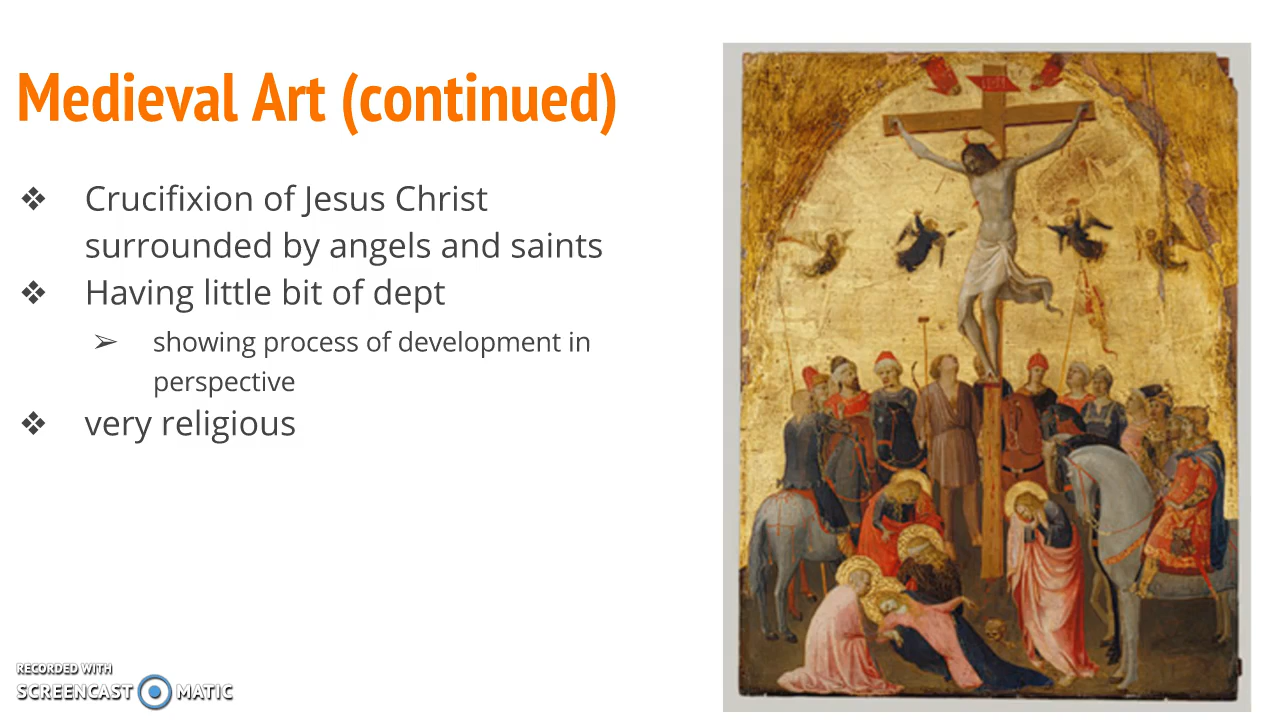 Medieval Art (continued)
❖ Crucifixion of Jesus Christ
surrounded by angels and saints
❖ Having little bit of dept
➢ showing process of development in
perspective
❖ very religious
RECORDED WITH
SCREENCAST MATIC